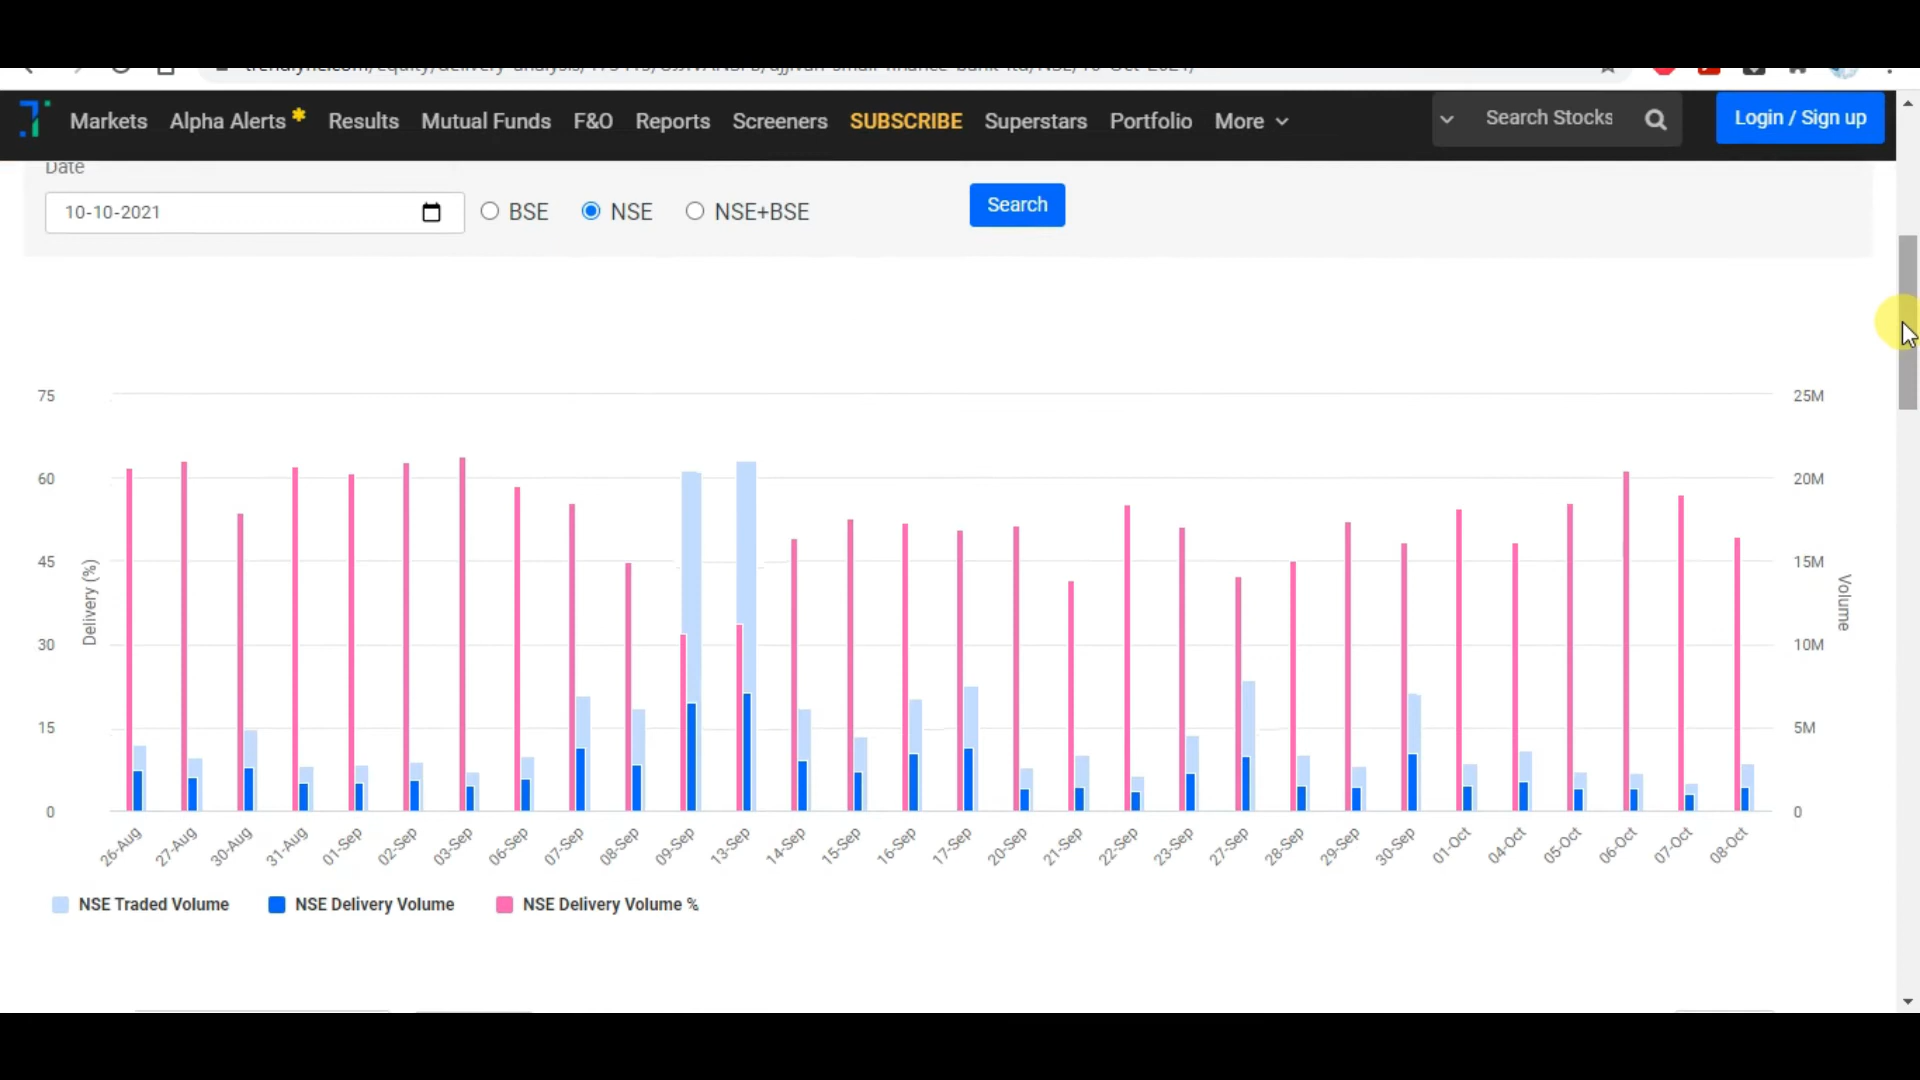 Markets Alpha Alerts * Results Mutual Funds F&O Reports Screeners SUBSCRIBE Superstars Portfolio More Search Stocks Login / Sign up
Date
10-10-2021 BSE NSE NSE+BSE Search
75 25M
60 20M
45 15M
30 10M
15 5M
0 0
Delivery (%)
Volume
26-Aug 27-Aug 30-Aug 31-Aug 01-Sep 02-Sep 03-Sep 06-Sep 07-Sep 08-Sep 09-Sep 13-Sep 14-Sep 15-Sep 16-Sep 17-Sep 20-Sep 21-Sep 22-Sep 23-Sep 27-Sep 28-Sep 29-Sep 30-Sep 01-Oct 04-Oct 05-Oct 06-Oct 07-Oct 08-Oct
NSE Traded Volume NSE Delivery Volume NSE Delivery Volume %